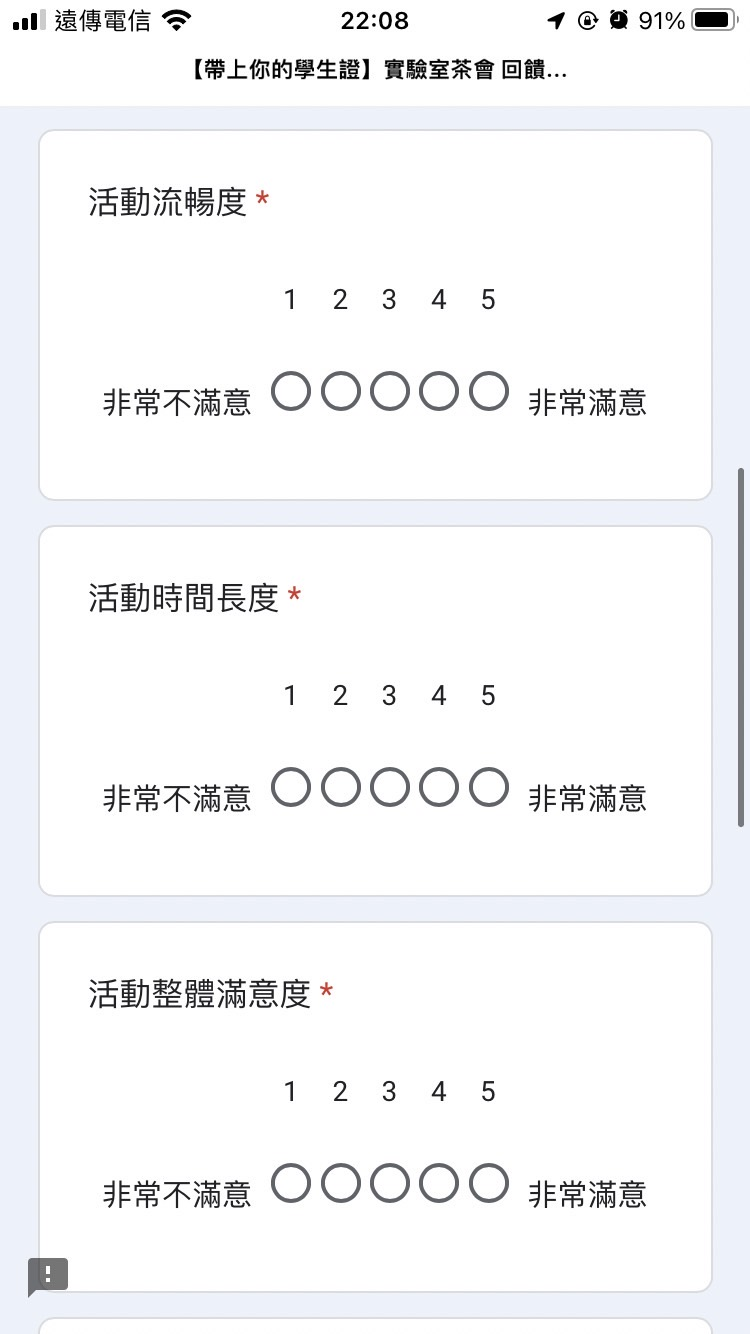 遠傳電信 22:08 91%
【帶上你的學生證】實驗室茶會 回饋...
活動流暢度 *
1 2 3 4 5
非常不滿意 非常滿意
活動時間長度 *
1 2 3 4 5
非常不滿意 非常滿意
活動整體滿意度 *
1 2 3 4 5
非常不滿意 非常滿意